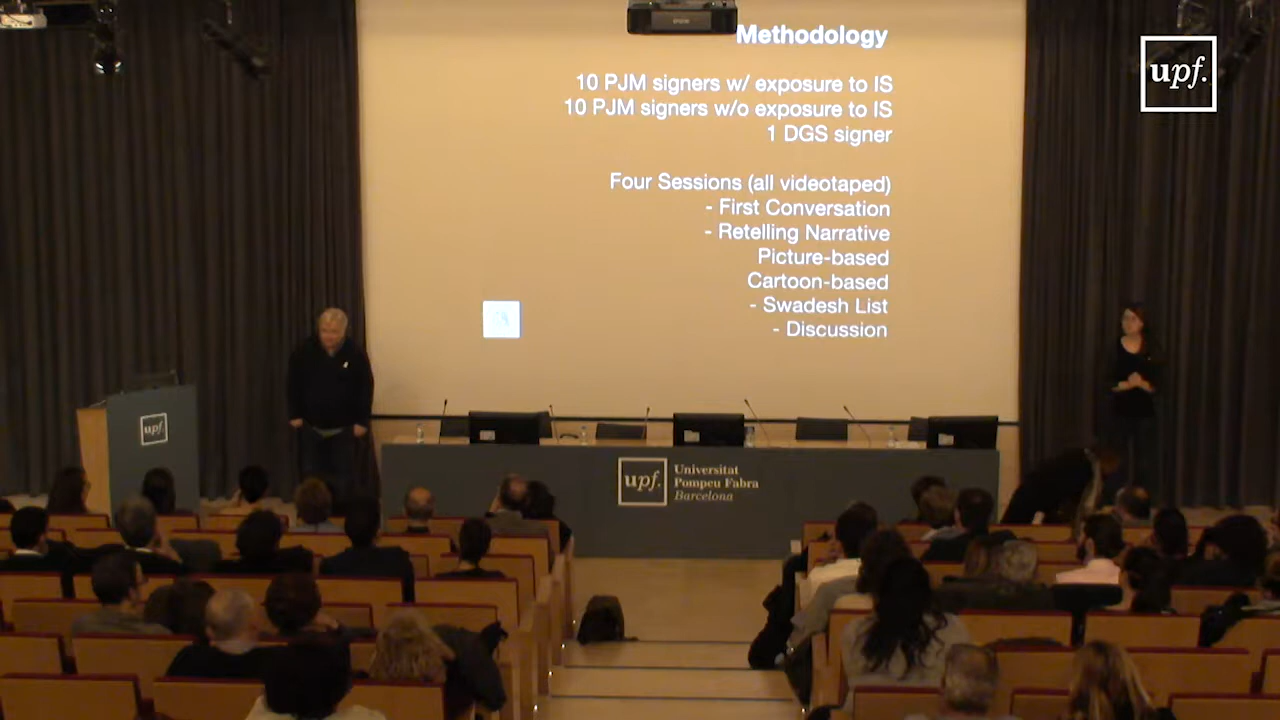 EPSON
Methodology
10 PJM signers w/ exposure to IS
10 PJM signers w/o exposure to IS
1 DGS signer
Four Sessions (all videotaped)
- First Conversation
- Retelling Narrative
Picture-based
Cartoon-based
- Swadesh List
- Discussion
upf.
upf.
upf.
Universitat
Pompeu Fabra
Barcelona